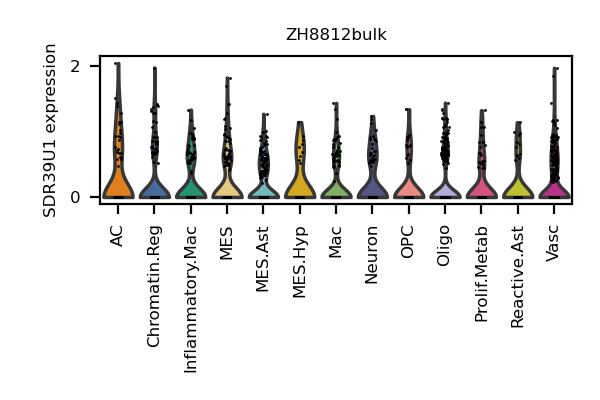 ZH8812bulk
SDR39U1 expression
2
0
AC
Chromatin.Reg
Inflammatory.Mac
MES
MES.Ast
MES.Hyp
Mac
Neuron
OPC
Oligo
Prolif.Metab
Reactive.Ast
Vasc